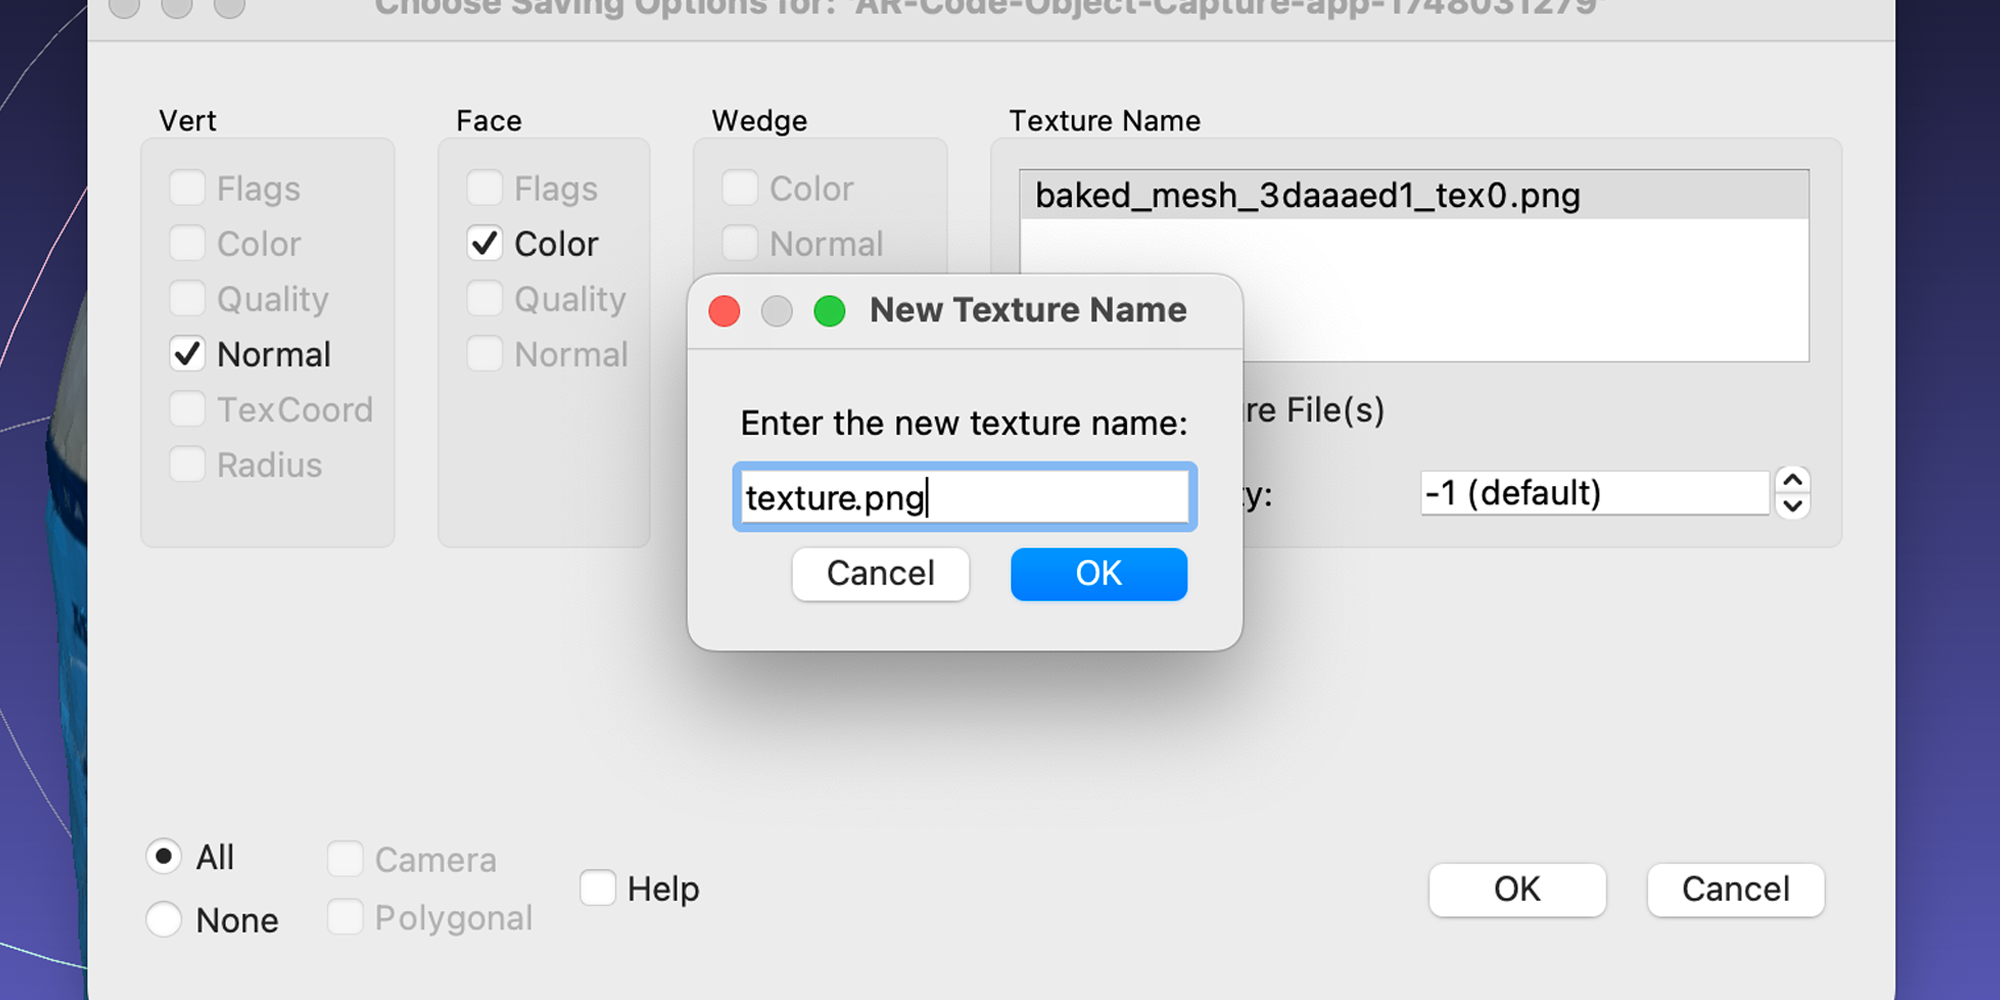 Choose Saving Options for: 'AR-Code-Object-Capture-app-1748031279'
Vert
Flags
Color
Quality
Normal
TexCoord
Radius
Face
Flags
Color
Quality
Normal
Wedge
Color
Normal
Texture Name
baked_mesh_3daaaed1_tex0.png
re File(s)
ty:
-1 (default)
New Texture Name
Enter the new texture name:
texture.png
Cancel
OK
All
None
Camera
Polygonal
Help
OK
Cancel